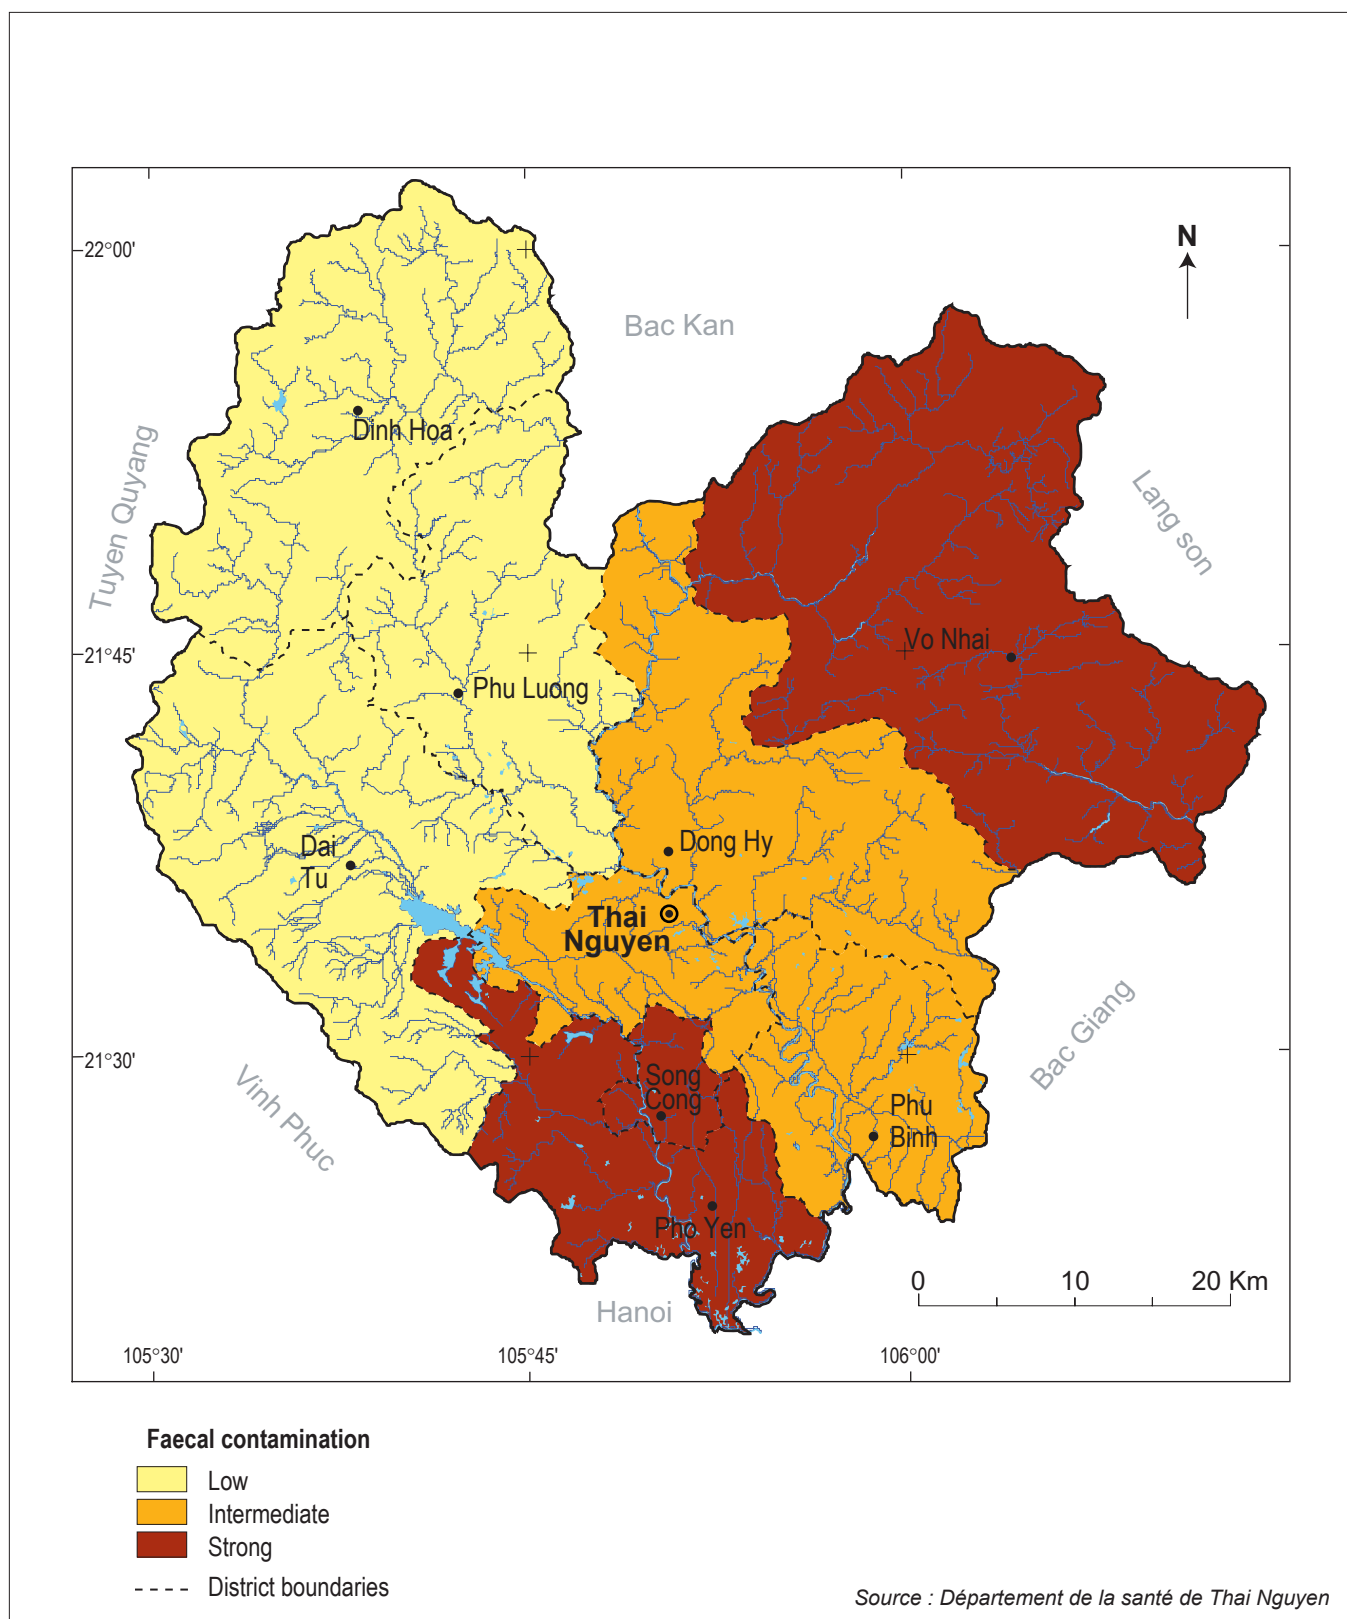 22°00'
N
Bac Kan
Dinh Hoa
Tuyen Quyang
Lang son
21°45'
Vo Nhai
Phu Luong
Dong Hy
Dai
Tu
Thai
Nguyen
Bac Giang
21°30'
Vinh Phuc
Song
Cong
Phu
Binh
Pho Yen
0 10 20 Km
Hanoi
105°30' 105°45' 106°00'
Faecal contamination
Low
Intermediate
Strong
District boundaries
Source : Département de la santé de Thai Nguyen